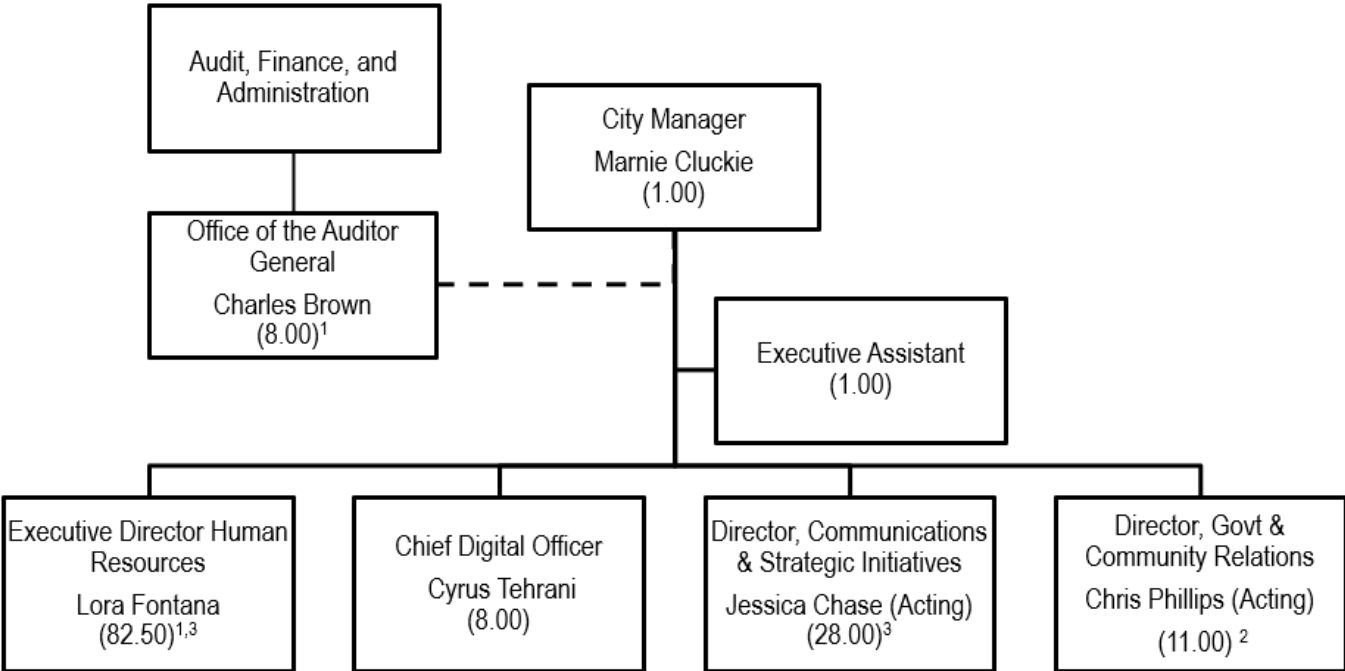 Audit, Finance, and
Administration
City Manager
Marnie Cluckie
(1.00)
Office of the Auditor
General
Charles Brown
(8.00)¹
Executive Assistant
(1.00)
Executive Director Human
Resources
Lora Fontana
(82.50)¹,³
Chief Digital Officer
Cyrus Tehrani
(8.00)
Director, Communications
& Strategic Initiatives
Jessica Chase (Acting)
(28.00)³
Director, Govt &
Community Relations
Chris Phillips (Acting)
(11.00) ²